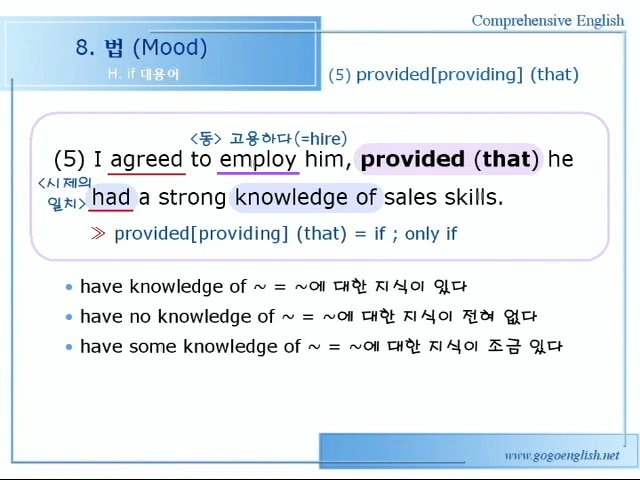 Comprehensive English
8. 법 (Mood)
H. if 대용어
(5) provided[providing] (that)
<동> 고용하다(=hire)
(5) I agreed to employ him, provided (that) he
<시제의
일치>
had a strong knowledge of sales skills.
≫ provided[providing] (that) = if ; only if
• have knowledge of ~ = ~에 대한 지식이 있다
• have no knowledge of ~ = ~에 대한 지식이 전혀 없다
• have some knowledge of ~ = ~에 대한 지식이 조금 있다
www.gogoenglish.net